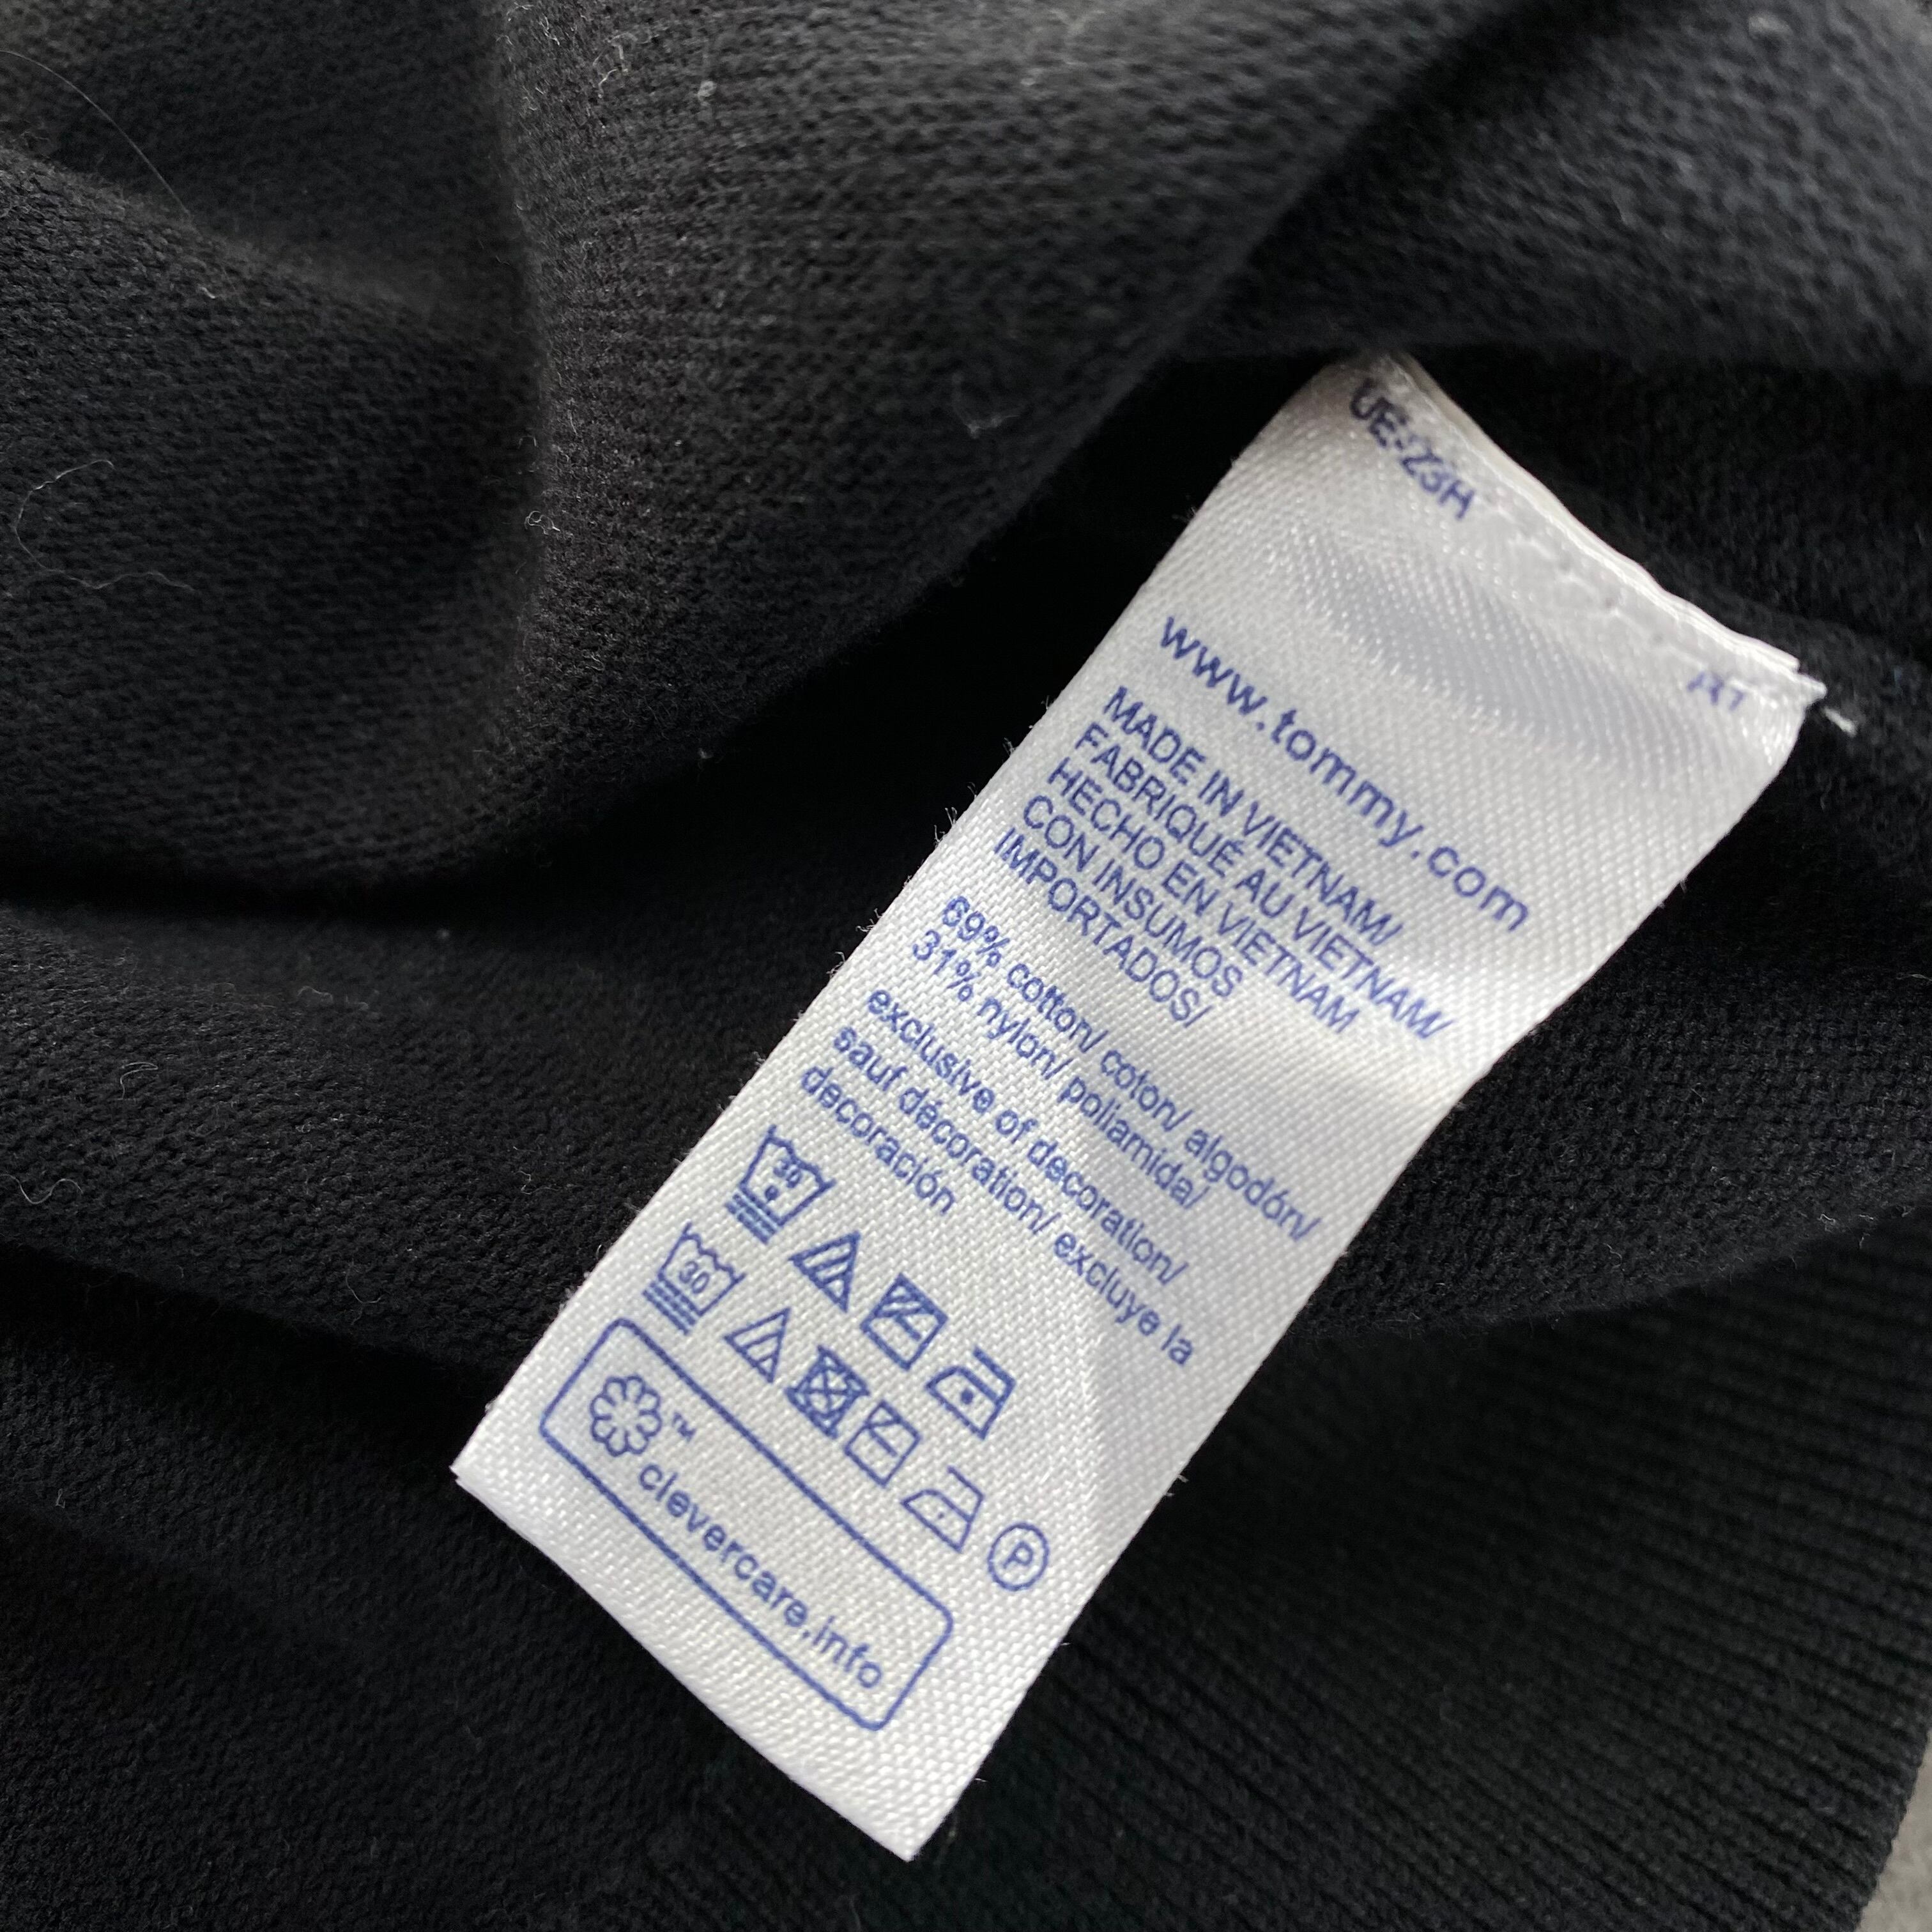 UE-23H
www.tommy.com
MADE IN VIETNAM/
FABRIQUÉ AU VIETNAM/
HECHO EN VIETNAM
CON INSUMOS
IMPORTADOS/
69% cotton/ coton/ algodón/
31% nylon/ poliamida/
exclusive of decoration/
sauf décoration/ excluye la
decoración
30
30
P
™
clevercare.info